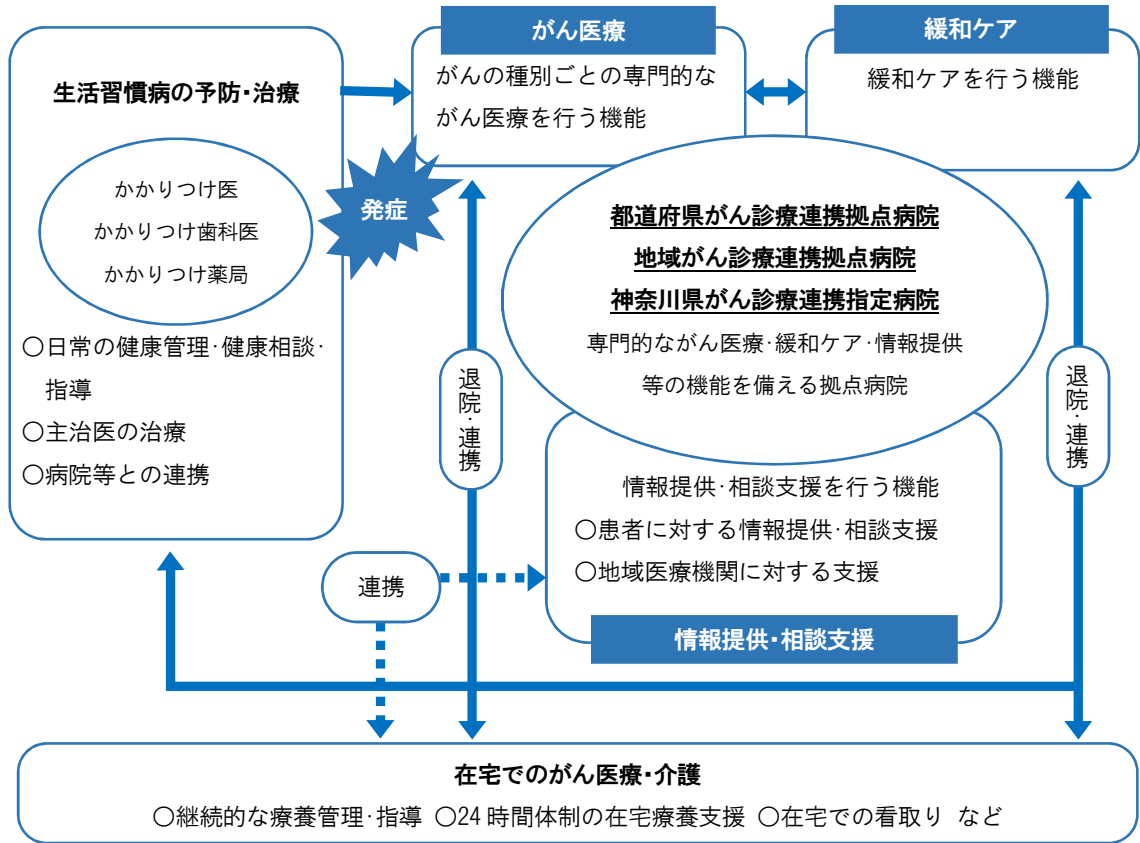 生活習慣病の予防・治療
かかりつけ医
かかりつけ歯科医
かかりつけ薬局
○日常の健康管理・健康相談・
指導
○主治医の治療
○病院等との連携
発症
がん医療
がんの種別ごとの専門的な
がん医療を行う機能
緩和ケア
緩和ケアを行う機能
都道府県がん診療連携拠点病院
地域がん診療連携拠点病院
神奈川県がん診療連携指定病院
専門的ながん医療・緩和ケア・情報提供
等の機能を備える拠点病院
退院・連携
退院・連携
情報提供・相談支援を行う機能
○患者に対する情報提供・相談支援
○地域医療機関に対する支援
情報提供・相談支援
連携
在宅でのがん医療・介護
○継続的な療養管理・指導 ○24時間体制の在宅療養支援 ○在宅での看取り など